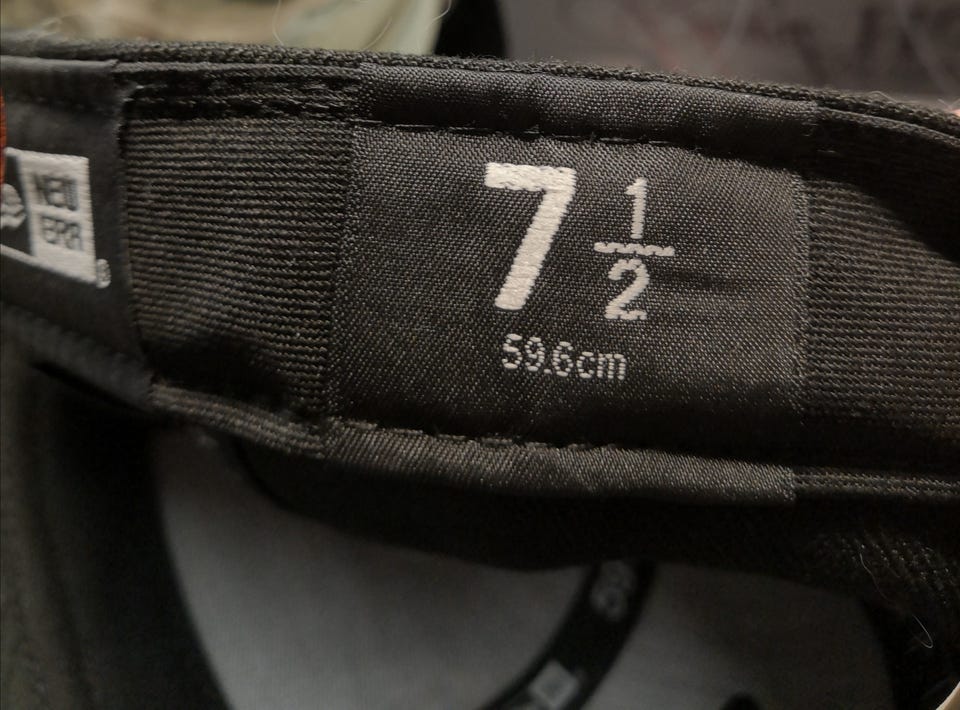 NEW
ERA
®
7 1/2
59.6cm